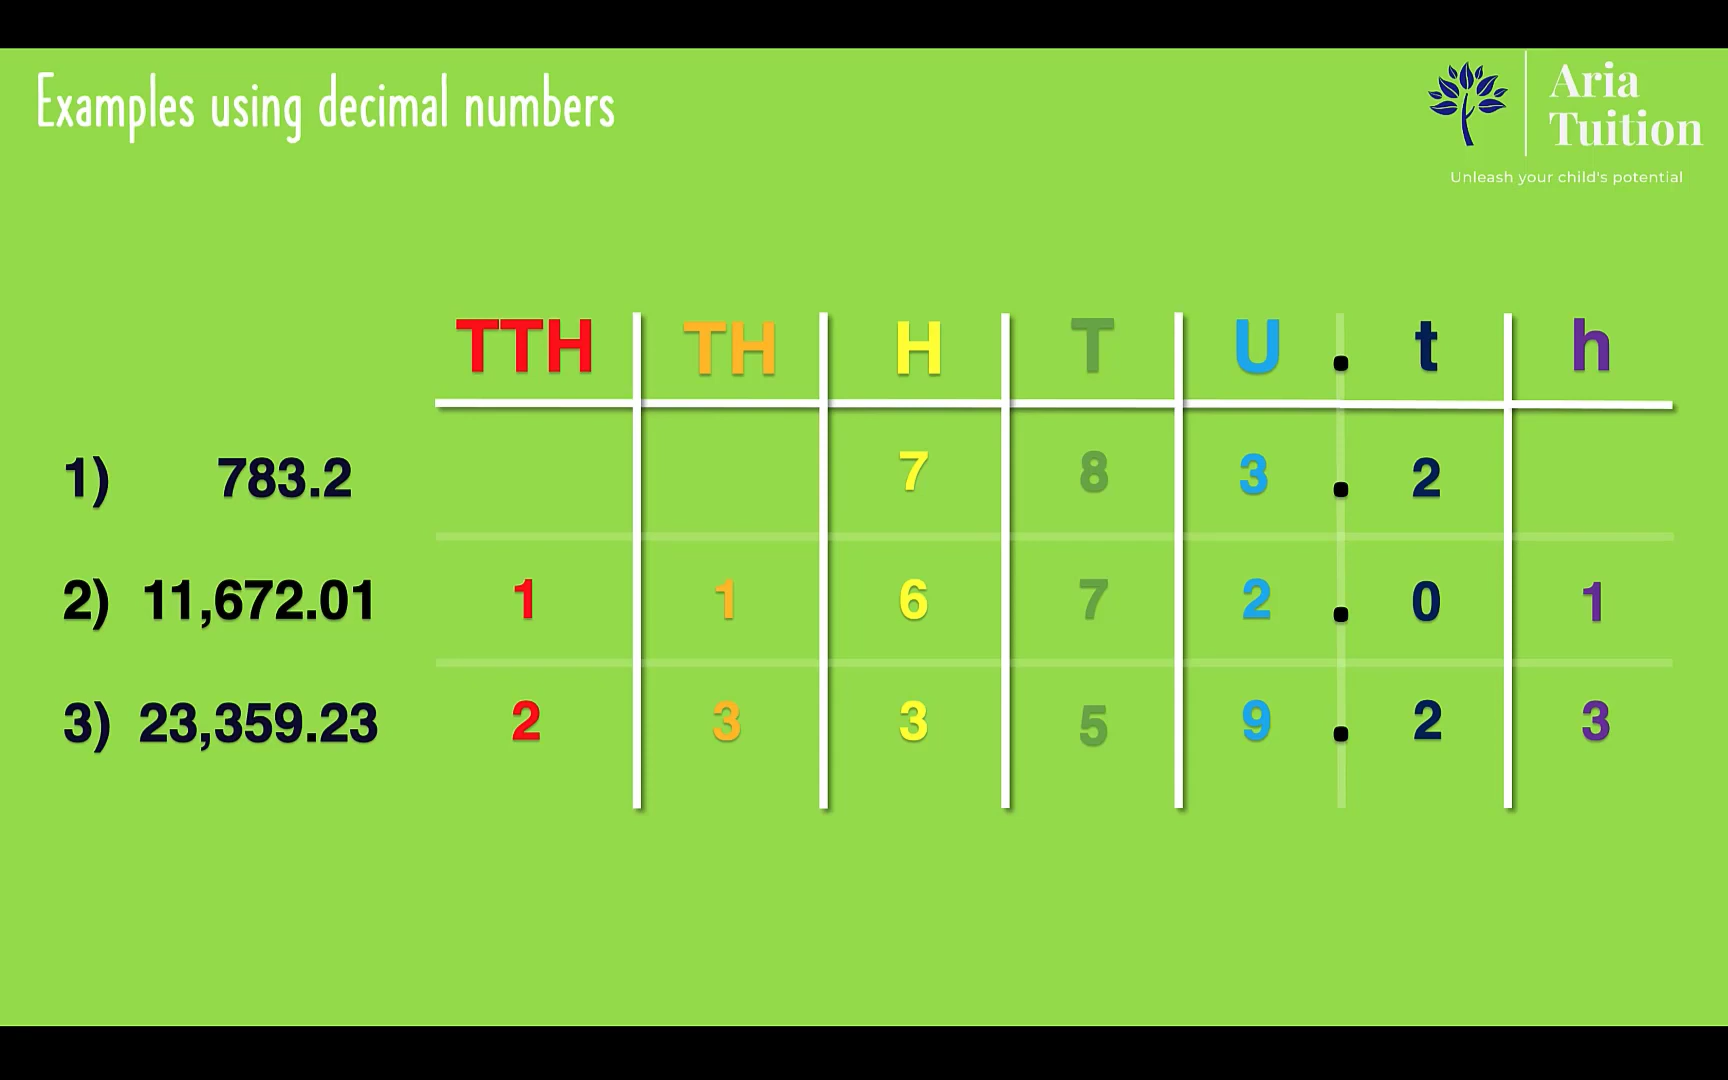 Examples using decimal numbers
Aria
Tuition
Unleash your child's potential
TTH TH H T U . t h
1) 783.2 7 8 3 . 2
2) 11,672.01 1 1 6 7 2 . 0 1
3) 23,359.23 2 3 3 5 9 . 2 3